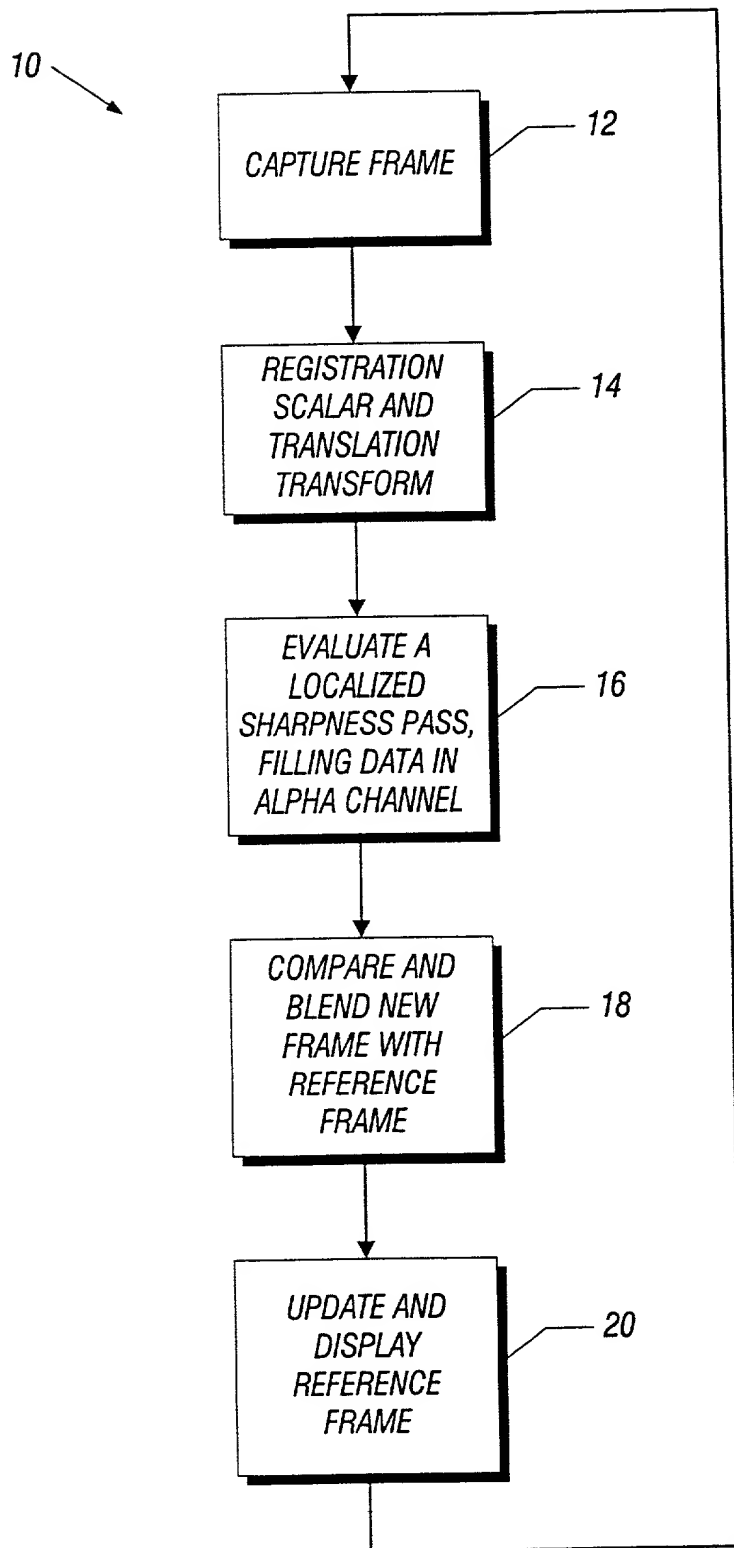 10
CAPTURE FRAME
12
REGISTRATION
SCALAR AND
TRANSLATION
TRANSFORM
14
EVALUATE A
LOCALIZED
SHARPNESS PASS,
FILLING DATA IN
ALPHA CHANNEL
16
COMPARE AND
BLEND NEW
FRAME WITH
REFERENCE
FRAME
18
UPDATE AND
DISPLAY
REFERENCE
FRAME
20